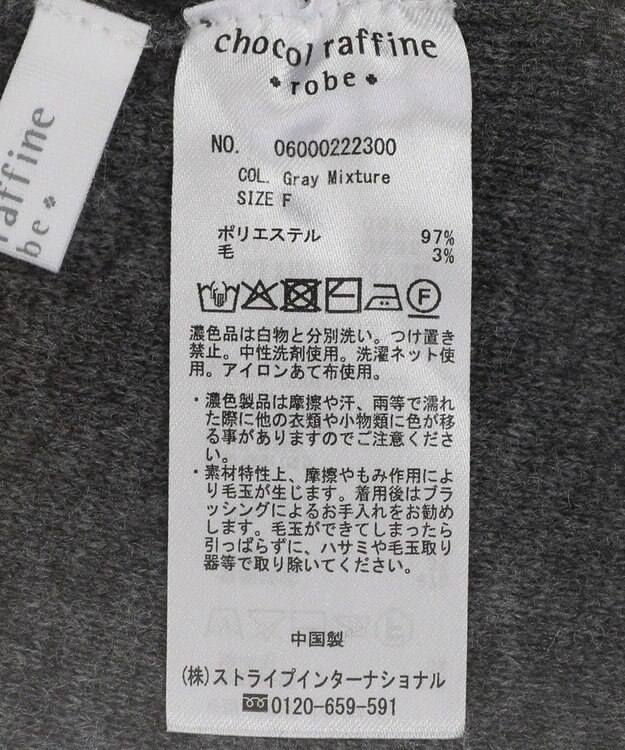 chocol raffine
robe
raffine
be
NO. 06000222300
COL. Gray Mixture
SIZE F
ポリエステル 97%
毛 3%
F
濃色品は白物と分別洗い。つけ置き
禁止。中性洗剤使用。洗濯ネット使
用。アイロンあて布使用。
・濃色製品は摩擦や汗、雨等で濡れ
た際に他の衣類や小物類に色が移
る事がありますのでご注意くださ
い。
・素材特性上、摩擦やもみ作用によ
り毛玉が生じます。着用後はブラ
ッシングによるお手入れをお勧め
します。毛玉ができてしまったら
引っぱらずに、ハサミや毛玉取り
器等で取り除いてください。
中国製
(株)ストライプインターナショナル
0120-659-591